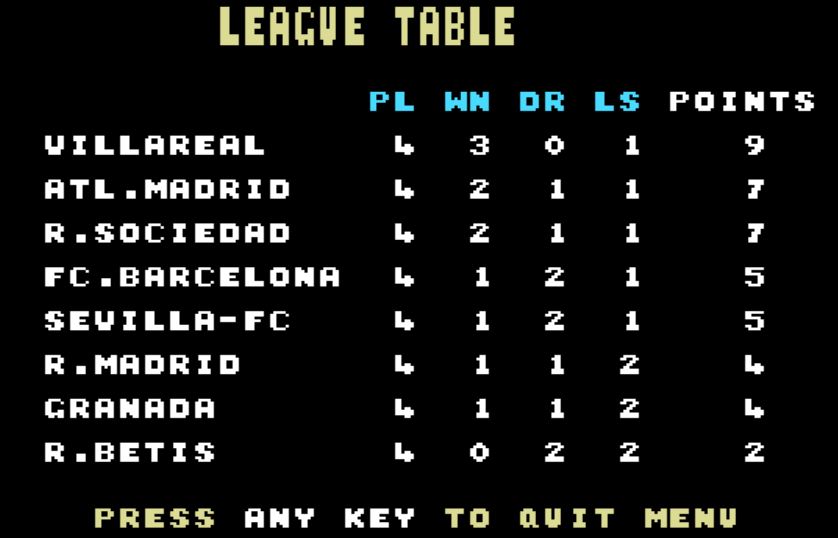 LEAGUE TABLE
PL WN DR LS POINTS
VILLAREAL 4 3 0 1 9
ATL.MADRID 4 2 1 1 7
R.SOCIEDAD 4 2 1 1 7
FC.BARCELONA 4 1 2 1 5
SEVILLA-FC 4 1 2 1 5
R.MADRID 4 1 1 2 4
GRANADA 4 1 1 2 4
R.BETIS 4 0 2 2 2
PRESS ANY KEY TO QUIT MENU